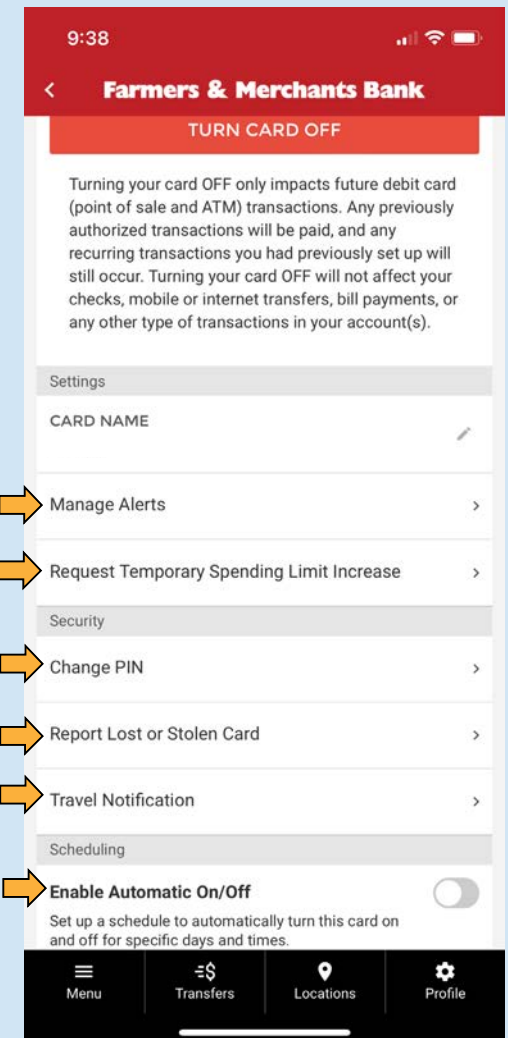 9:38
Farmers & Merchants Bank
TURN CARD OFF
Turning your card OFF only impacts future debit card
(point of sale and ATM) transactions. Any previously
authorized transactions will be paid, and any
recurring transactions you had previously set up will
still occur. Turning your card OFF will not affect your
checks, mobile or internet transfers, bill payments, or
any other type of transactions in your account(s).
Settings
CARD NAME
Manage Alerts
Request Temporary Spending Limit Increase
Security
Change PIN
Report Lost or Stolen Card
Travel Notification
Scheduling
Enable Automatic On/Off
Set up a schedule to automatically turn this card on
and off for specific days and times.
Menu Transfers Locations Profile